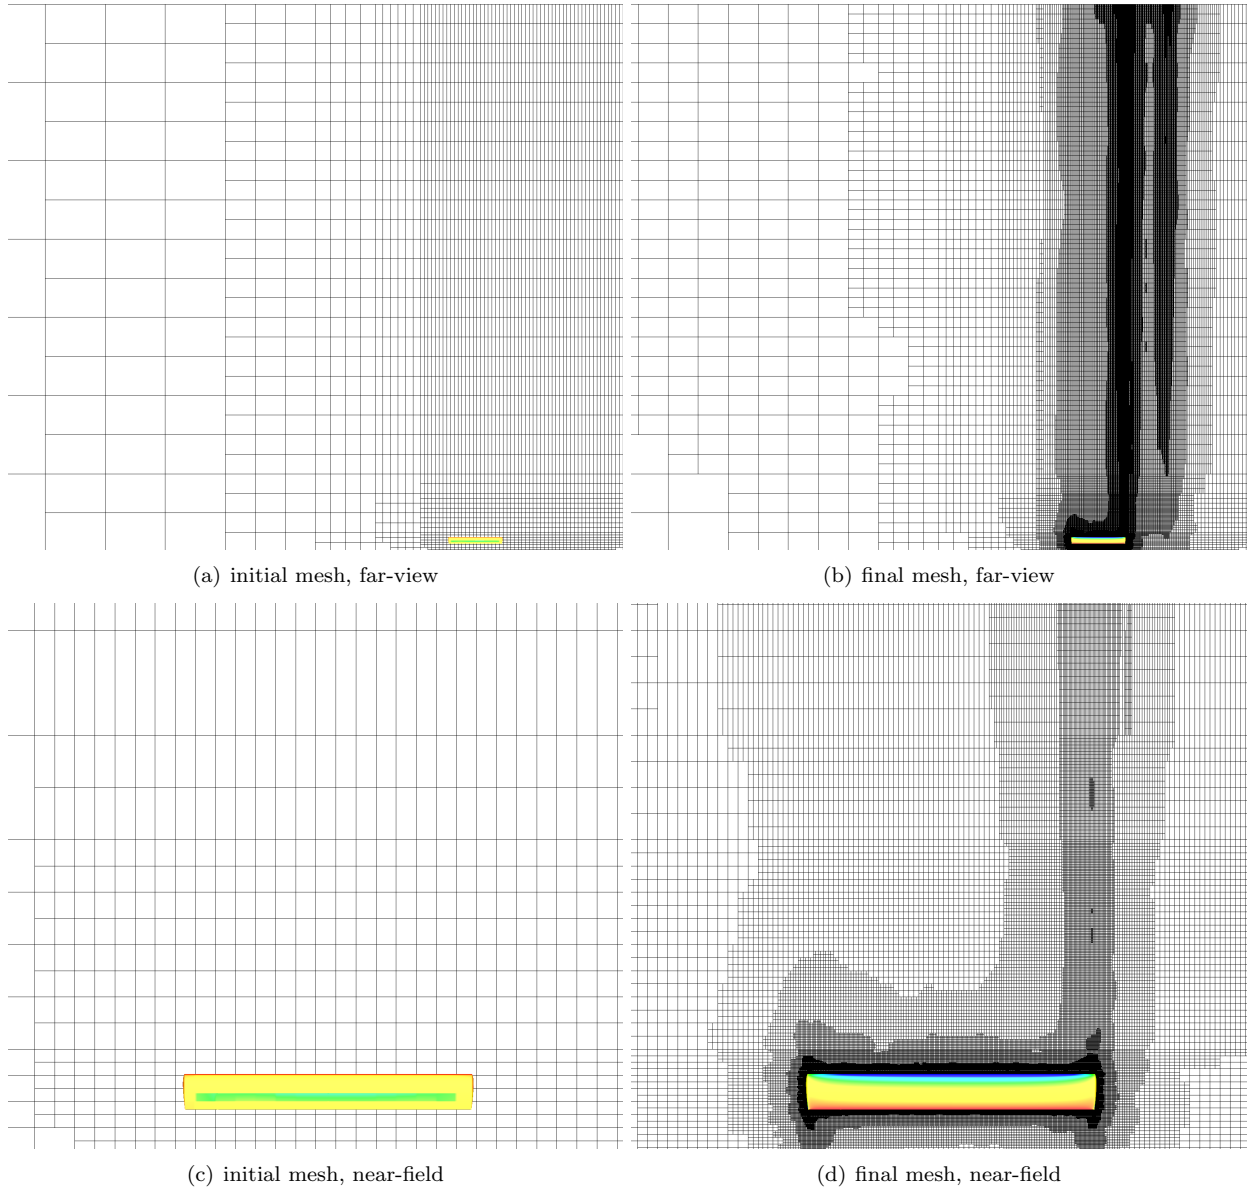 (a) initial mesh, far-view
(b) final mesh, far-view
(c) initial mesh, near-field
(d) final mesh, near-field